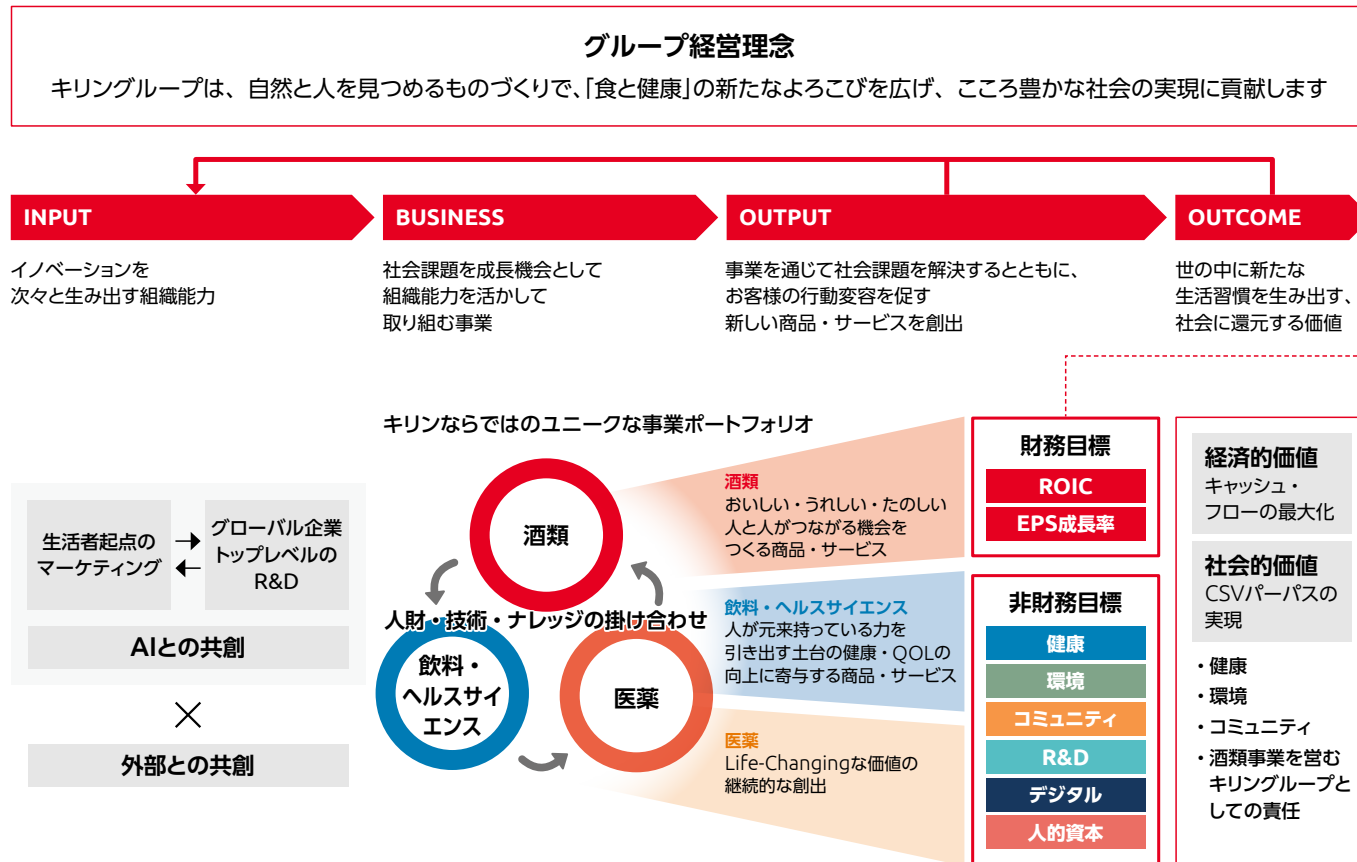 グループ経営理念
キリングループは、自然と人を見つめるものづくりで、「食と健康」の新たなよろこびを広げ、こころ豊かな社会の実現に貢献します
INPUT
イノベーションを
次々と生み出す組織能力
BUSINESS
社会課題を成長機会として
組織能力を活かして
取り組む事業
OUTPUT
事業を通じて社会課題を解決するとともに、
お客様の行動変容を促す
新しい商品・サービスを創出
OUTCOME
世の中に新たな
生活習慣を生み出す、
社会に還元する価値
生活者起点の
マーケティング
グローバル企業
トップレベルの
R&D
AIとの共創
×
外部との共創
キリンならではのユニークな事業ポートフォリオ
酒類
人財・技術・ナレッジの掛け合わせ
飲料・
ヘルスサイ
エンス
医薬
酒類
おいしい・うれしい・たのしい
人と人がつながる機会を
つくる商品・サービス
飲料・ヘルスサイエンス
人が元来持っている力を
引き出す土台の健康・QOLの
向上に寄与する商品・サービス
医薬
Life-Changingな価値の
継続的な創出
財務目標
ROIC
EPS成長率
非財務目標
健康
環境
コミュニティ
R&D
デジタル
人的資本
経済的価値
キャッシュ・
フローの最大化
社会的価値
CSVパーパスの
実現
・健康
・環境
・コミュニティ
・酒類事業を営む
キリングループと
しての責任